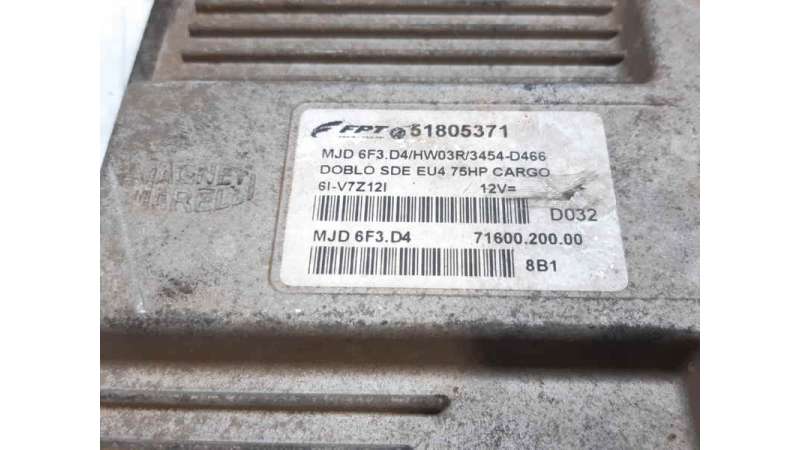 FPT 51805371
MJD 6F3.D4/HW03R/3454-D466
DOBLO SDE EU4 75HP CARGO
6I-V7Z12I 12V=
D032
MJD 6F3.D4 71600.200.00
8B1
MAGNETI
MARELLI